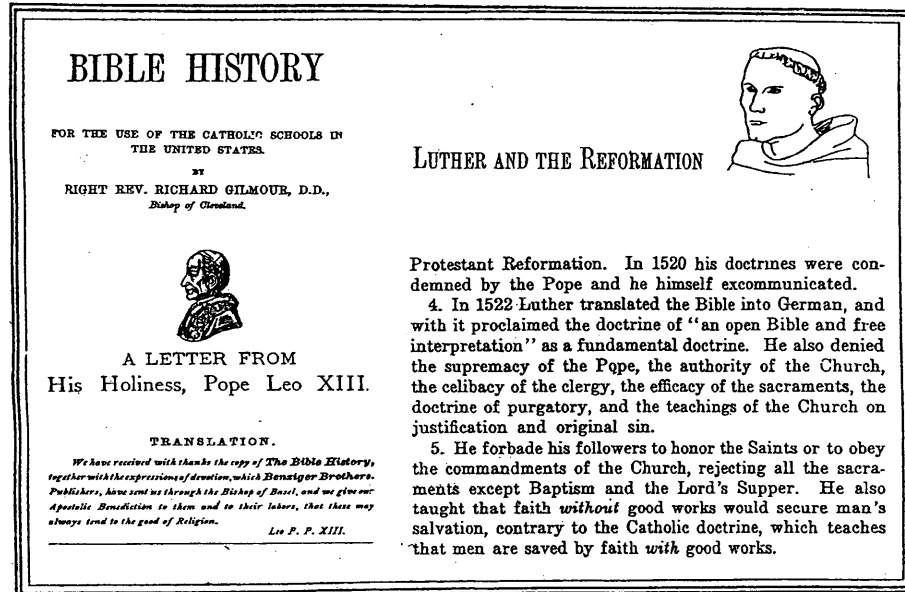 BIBLE HISTORY
FOR THE USE OF THE CATHOLIC SCHOOLS IN
THE UNITED STATES.
BY
RIGHT REV. RICHARD GILMOUR, D.D.,
Bishop of Cleveland.
A LETTER FROM
His Holiness, Pope Leo XIII.
TRANSLATION.
We have received with thanks the copy of The Bible History,
together with the expressions of devotion, which Benziger Brothers,
Publishers, have sent us through the Bishop of Basel, and we give our
Apostolic Benediction to them and to their labors, that these may
always tend to the good of Religion.
Leo P. P. XIII.
LUTHER AND THE REFORMATION
Protestant Reformation. In 1520 his doctrines were con-
demned by the Pope and he himself excommunicated.
4. In 1522 Luther translated the Bible into German, and
with it proclaimed the doctrine of "an open Bible and free
interpretation" as a fundamental doctrine. He also denied
the supremacy of the Pope, the authority of the Church,
the celibacy of the clergy, the efficacy of the sacraments, the
doctrine of purgatory, and the teachings of the Church on
justification and original sin.
5. He forbade his followers to honor the Saints or to obey
the commandments of the Church, rejecting all the sacra-
ments except Baptism and the Lord's Supper. He also
taught that faith without good works would secure man's
salvation, contrary to the Catholic doctrine, which teaches
that men are saved by faith with good works.